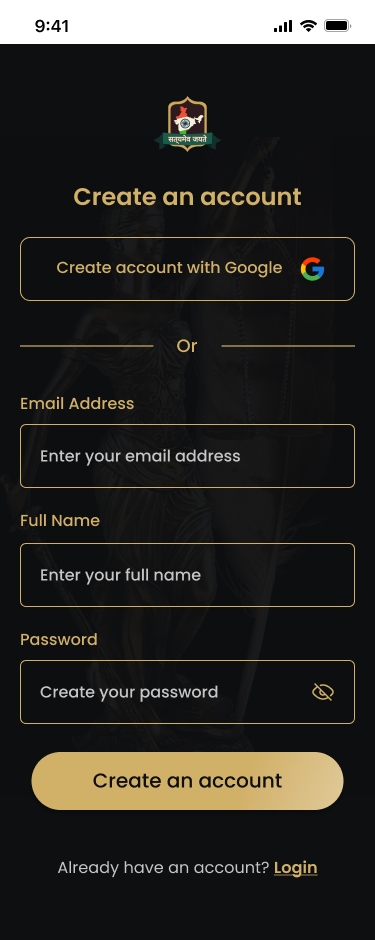 9:41
सत्यमेव जयते
Create an account
Create account with Google
Or
Email Address
Enter your email address
Full Name
Enter your full name
Password
Create your password
Create an account
Already have an account? Login